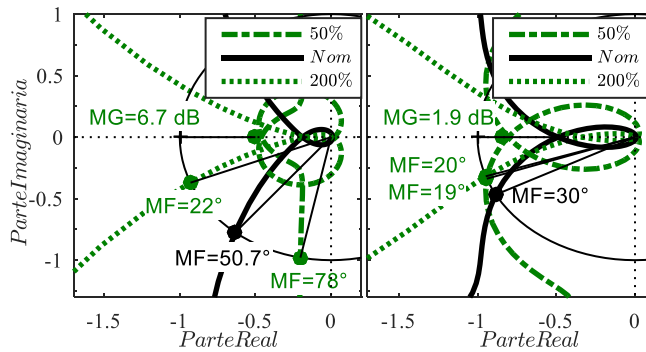 1
0.5
0
-0.5
-1
ParteImaginaria
50%
Nom
200%
MG=6.7 dB
MF=22°
MF=50.7°
MF=78°
-1.5
-1
-0.5
0
ParteReal
50%
Nom
200%
MG=1.9 dB
MF=20°
MF=19°
MF=30°
-1.5
-1
-0.5
0
ParteReal